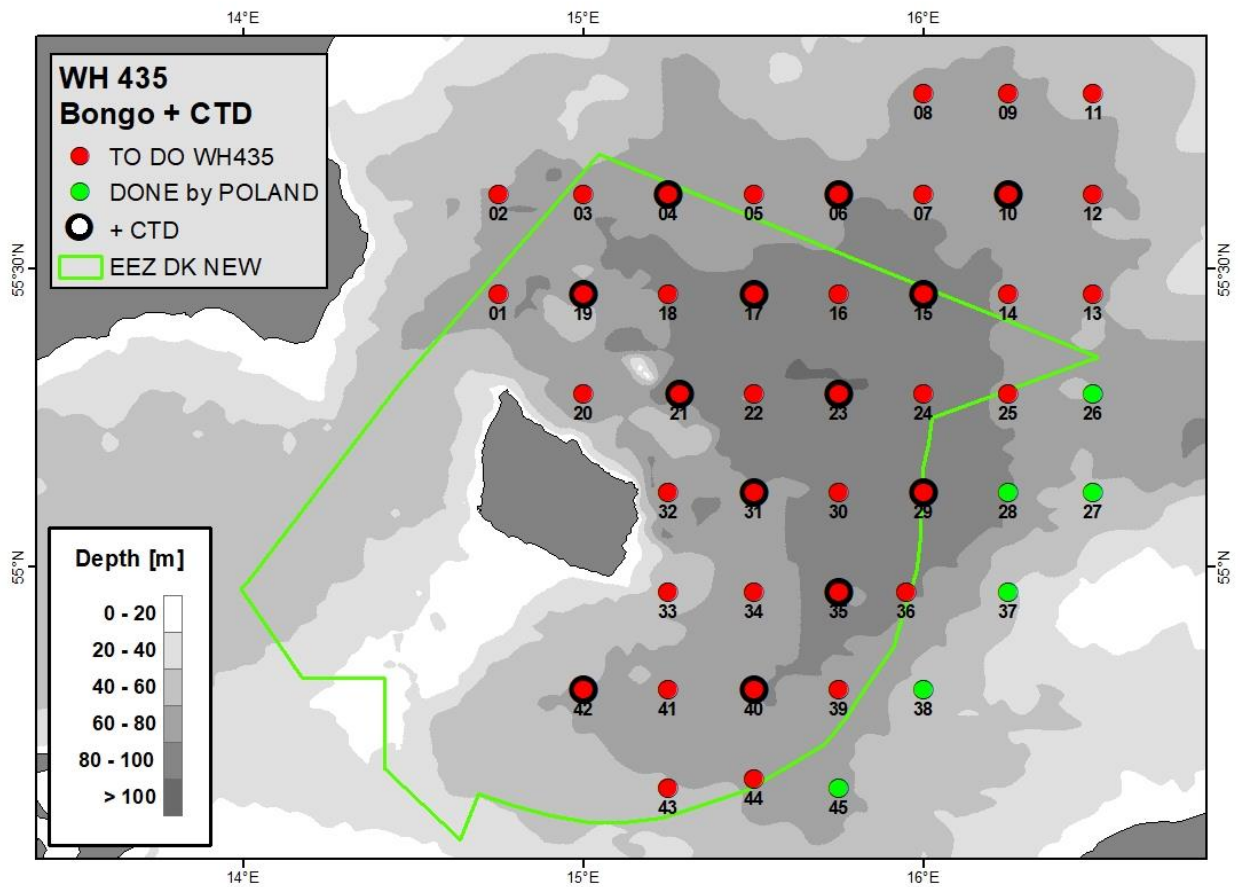 14°E 15°E 16°E
WH 435
Bongo + CTD
TO DO WH435
DONE by POLAND
+ CTD
EEZ DK NEW
08 09 11
02 03 04 05 06 07 10 12
55°30'N 55°30'N
01 19 18 17 16 15 14 13
20 21 22 23 24 25 26
32 31 30 29 28 27
55°N 55°N
Depth [m]
0 - 20
20 - 40
40 - 60
60 - 80
80 - 100
> 100
33 34 35 36 37
42 41 40 39 38
43 44 45
14°E 15°E 16°E